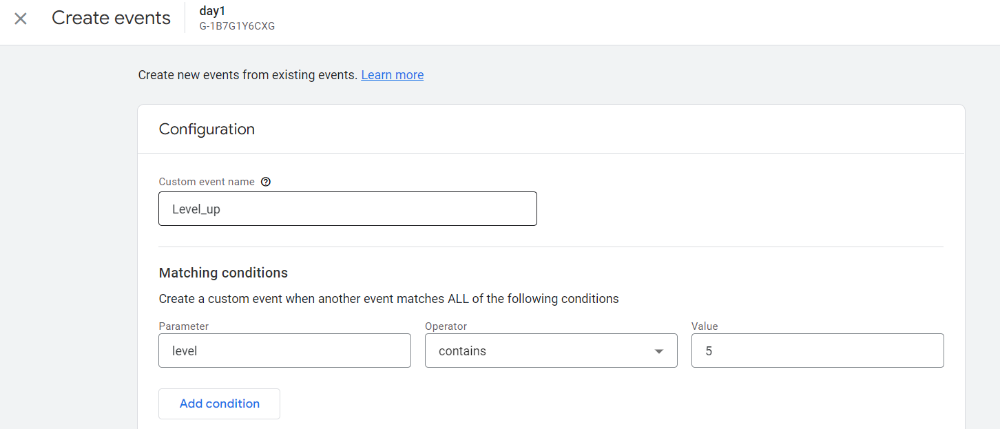 Create events
day1
G-1B7G1Y6CXG
Create new events from existing events. Learn more
Configuration
Custom event name
Level_up
Matching conditions
Create a custom event when another event matches ALL of the following conditions
Parameter Operator Value
level contains 5
Add condition